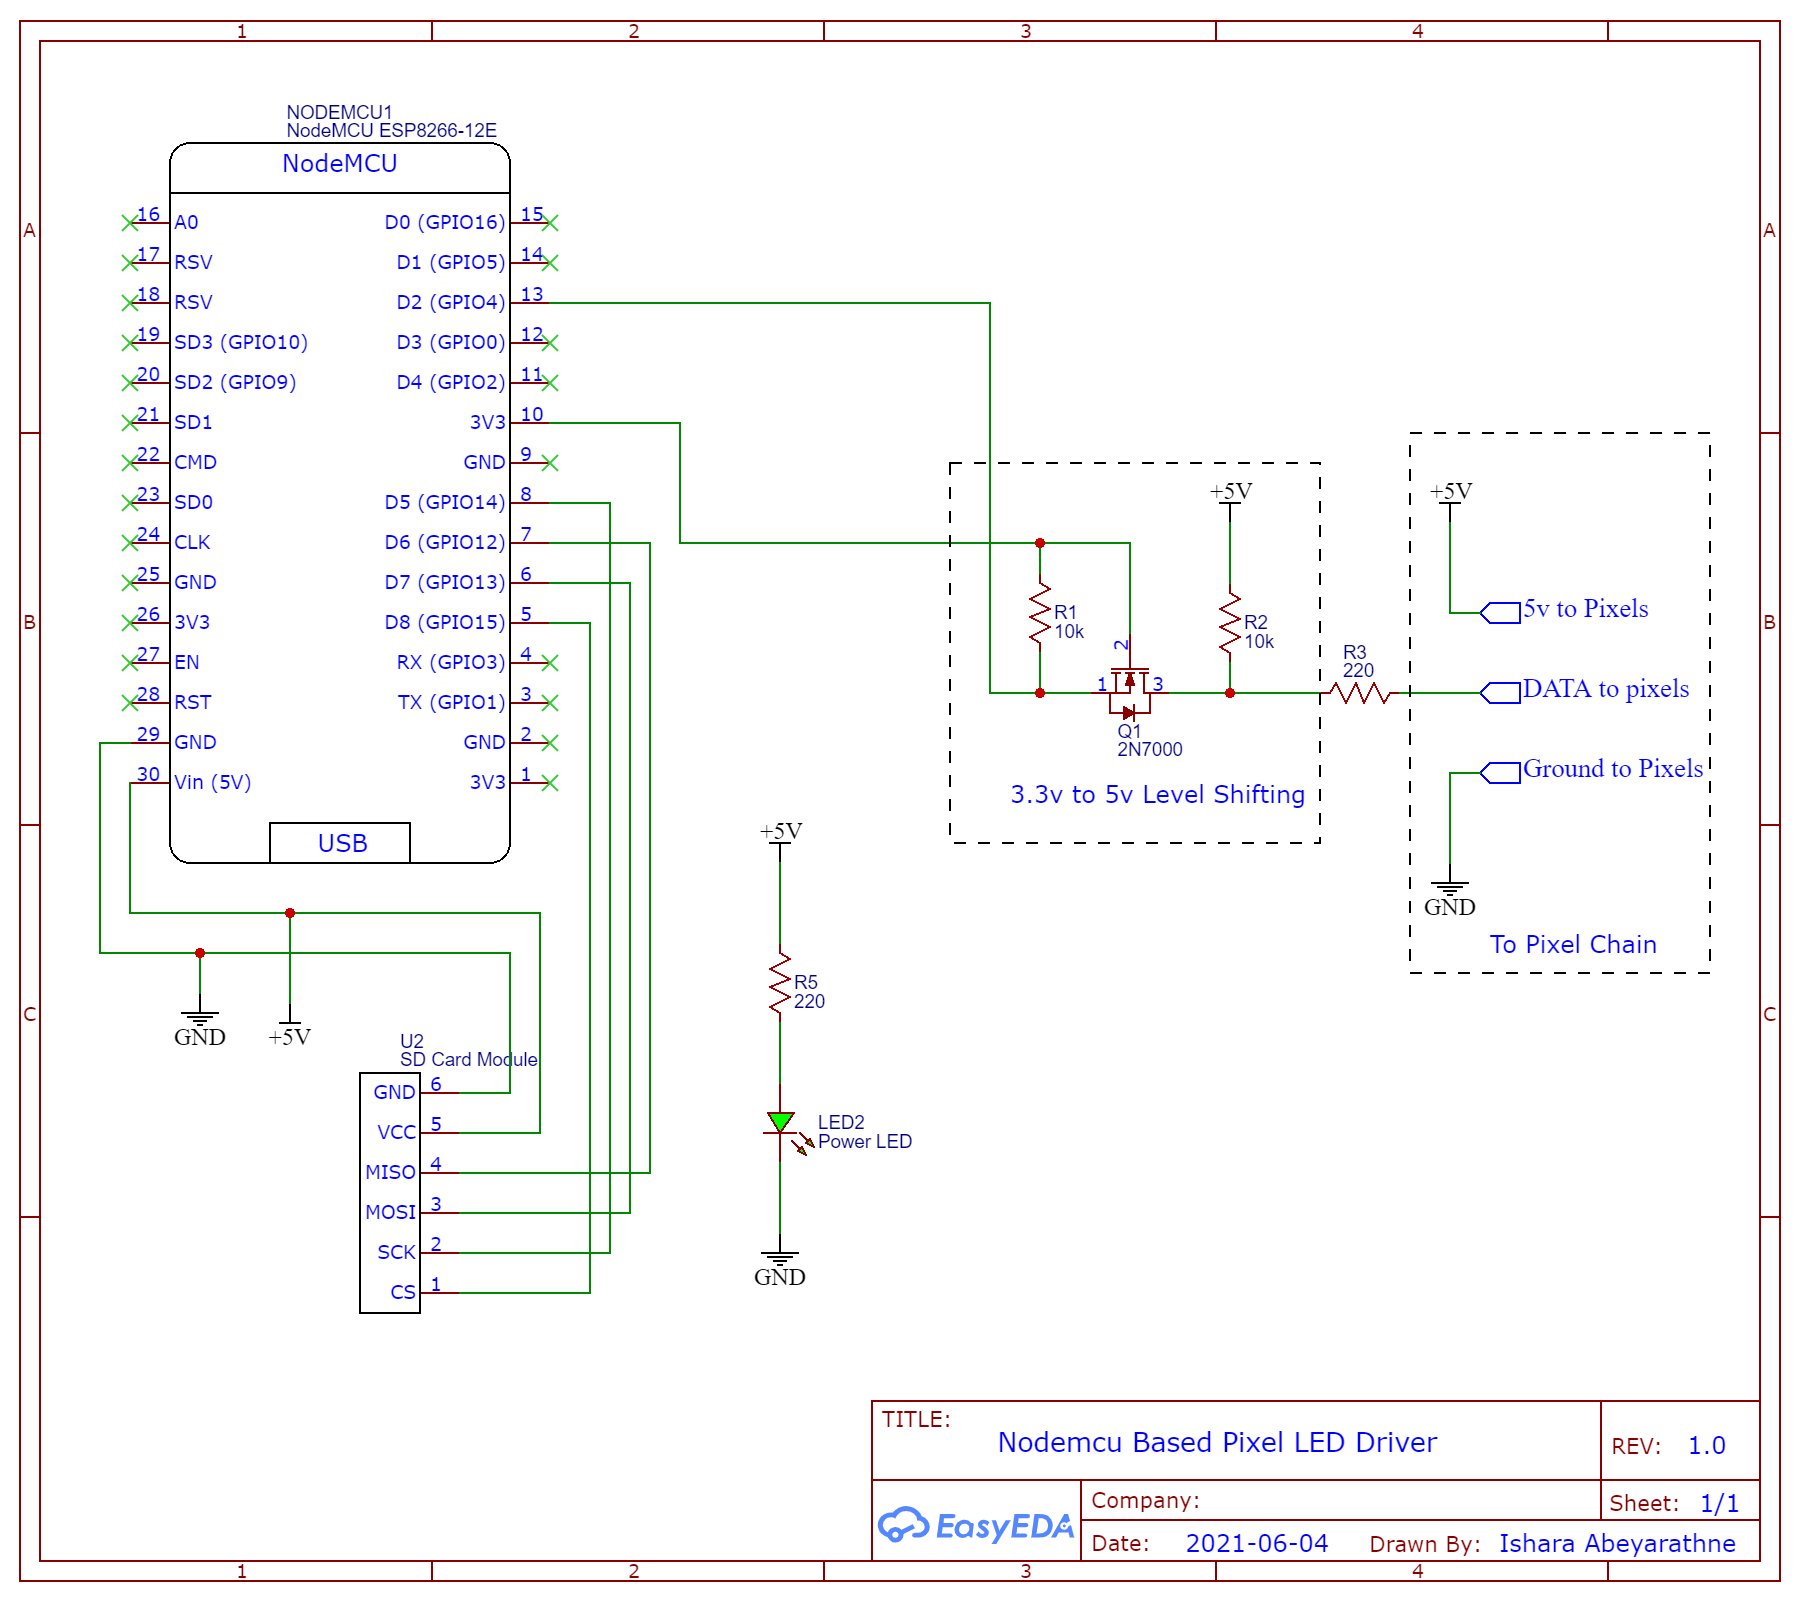 1 2 3 4
A A
B B
C C
NODEMCU1
NodeMCU ESP8266-12E
NodeMCU
16 A0 D0 (GPIO16) 15
17 RSV D1 (GPIO5) 14
18 RSV D2 (GPIO4) 13
19 SD3 (GPIO10) D3 (GPIO0) 12
20 SD2 (GPIO9) D4 (GPIO2) 11
21 SD1 3V3 10
22 CMD GND 9
23 SD0 D5 (GPIO14) 8
24 CLK D6 (GPIO12) 7
25 GND D7 (GPIO13) 6
26 3V3 D8 (GPIO15) 5
27 EN RX (GPIO3) 4
28 RST TX (GPIO1) 3
29 GND GND 2
30 Vin (5V) 3V3 1
USB
GND
+5V
U2
SD Card Module
GND 6
VCC 5
MISO 4
MOSI 3
SCK 2
CS 1
+5V
R5
220
LED2
Power LED
GND
+5V
R1
10k
R2
10k
2
1 3
Q1
2N7000
3.3v to 5v Level Shifting
R3
220
+5V
5v to Pixels
DATA to pixels
Ground to Pixels
GND
To Pixel Chain
TITLE:
Nodemcu Based Pixel LED Driver
REV: 1.0
EasyEDA
Company:
Sheet: 1/1
Date: 2021-06-04 Drawn By: Ishara Abeyarathne
1 2 3 4